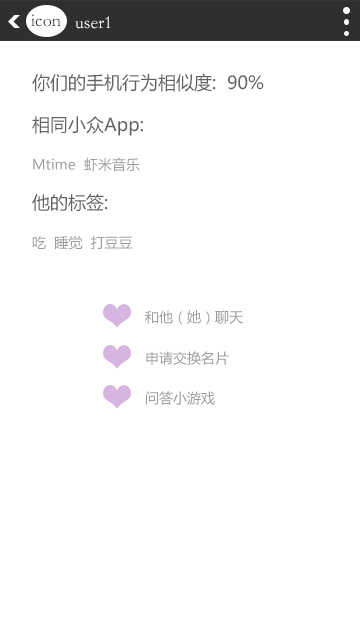 icon user1
你们的手机行为相似度: 90%
相同小众App:
Mtime 虾米音乐
他的标签:
吃 睡觉 打豆豆
和他（她）聊天
申请交换名片
问答小游戏